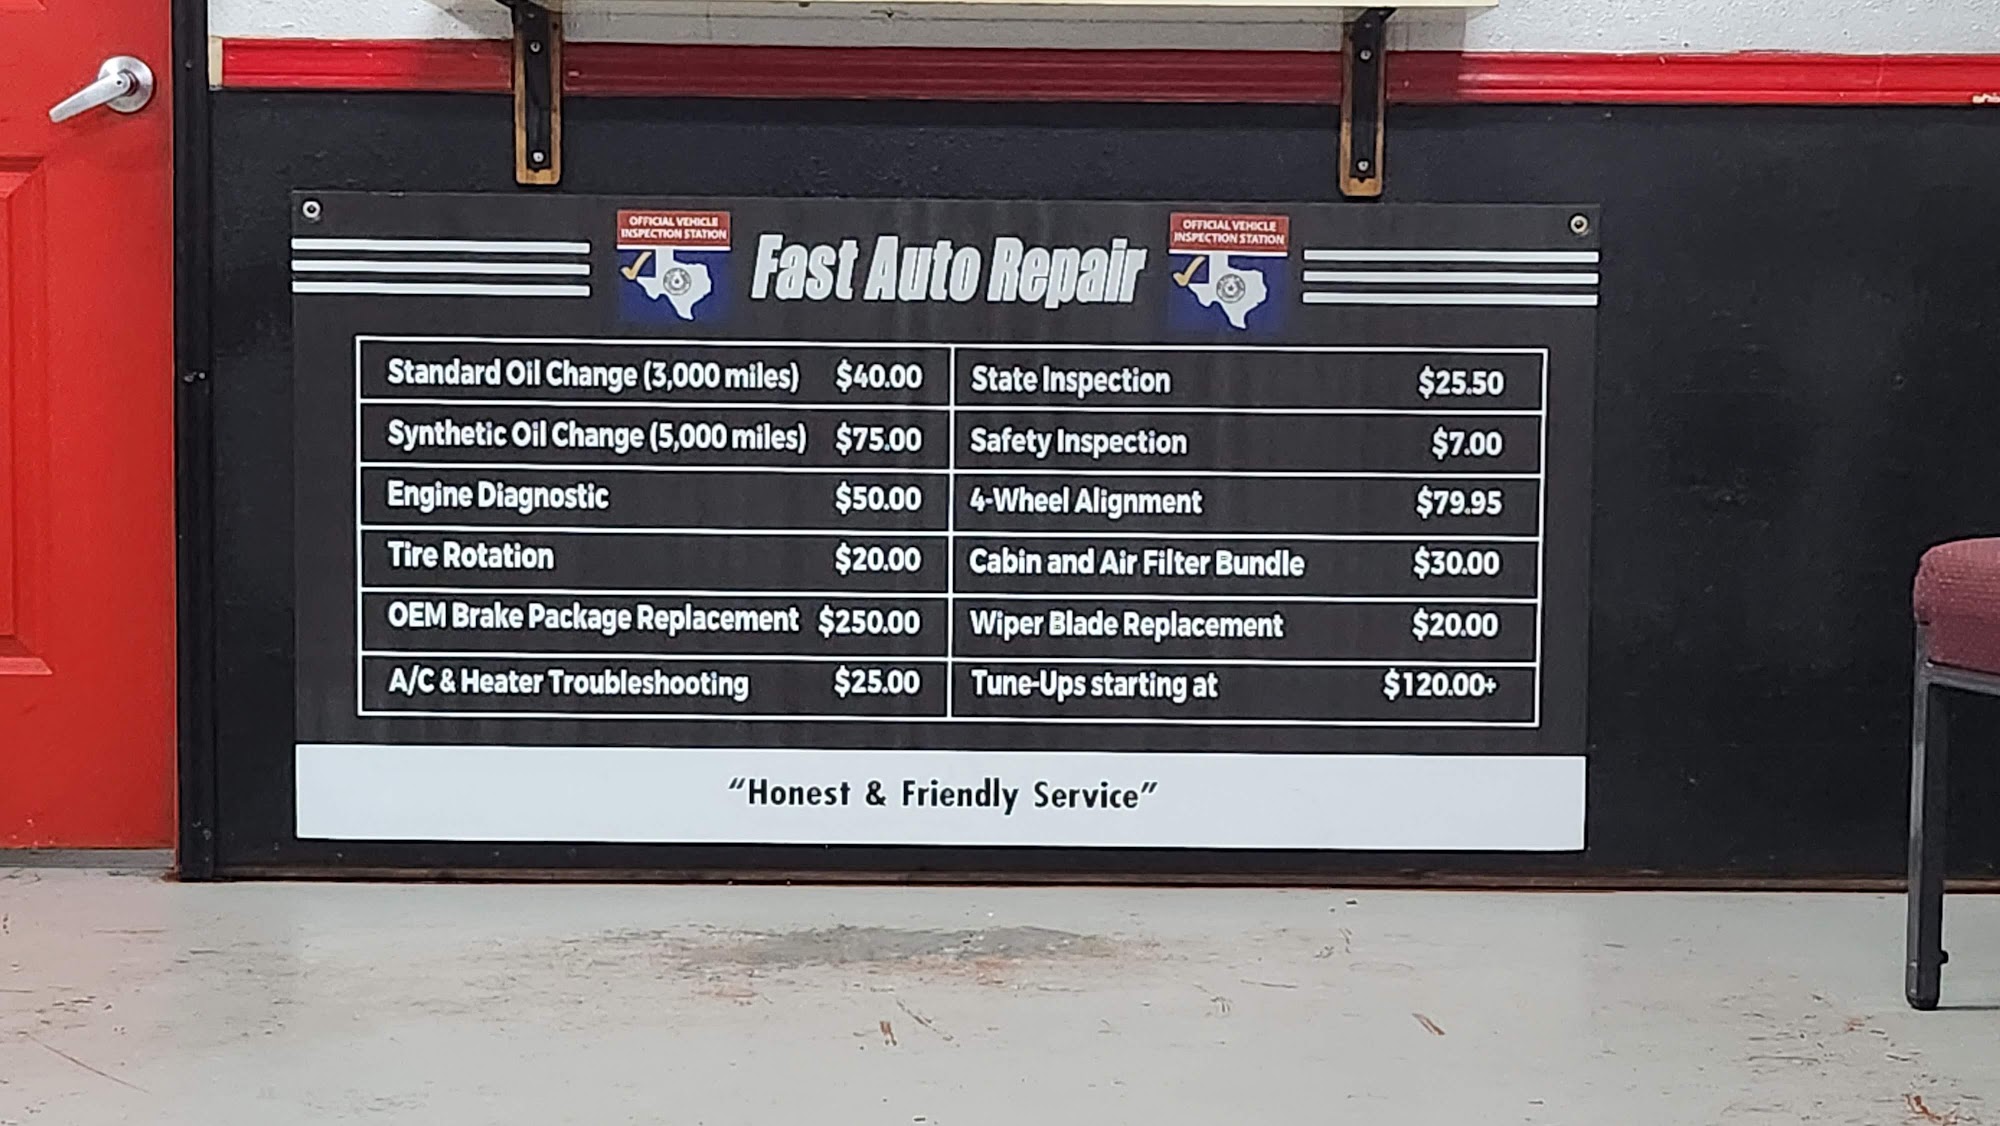 OFFICIAL VEHICLE
INSPECTION STATION
Fast Auto Repair
OFFICIAL VEHICLE
INSPECTION STATION
Standard Oil Change (3,000 miles) $40.00
State Inspection $25.50
Synthetic Oil Change (5,000 miles) $75.00
Safety Inspection $7.00
Engine Diagnostic $50.00
4-Wheel Alignment $79.95
Tire Rotation $20.00
Cabin and Air Filter Bundle $30.00
OEM Brake Package Replacement $250.00
Wiper Blade Replacement $20.00
A/C & Heater Troubleshooting $25.00
Tune-Ups starting at $120.00+
“Honest & Friendly Service”